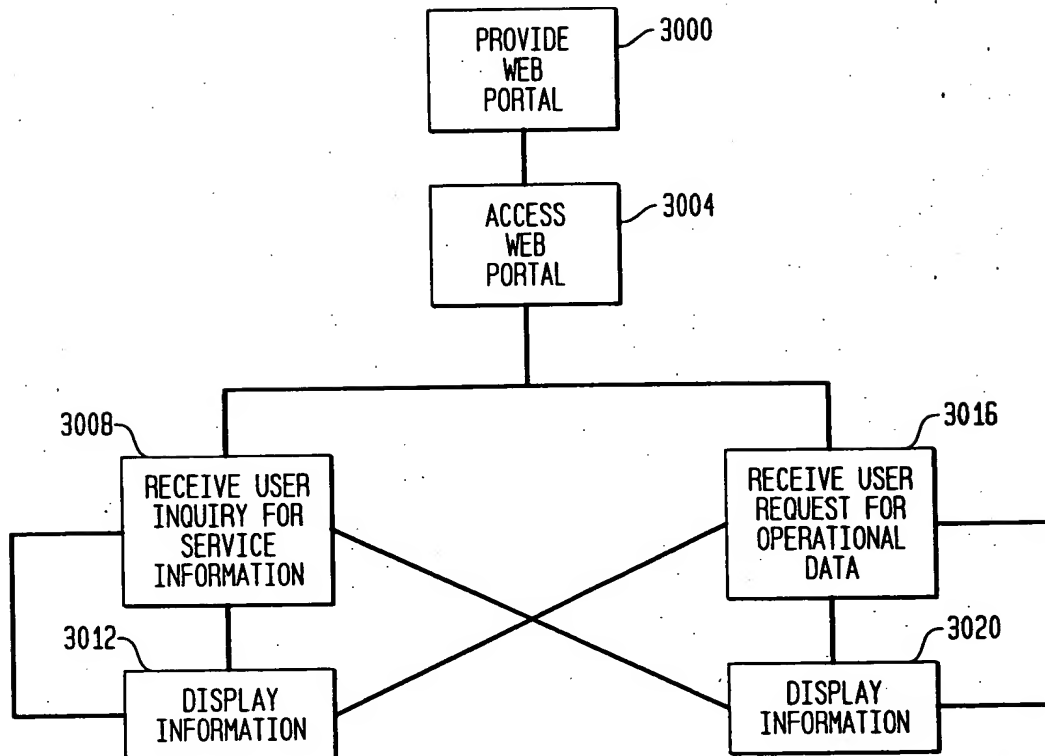 PROVIDE
WEB
PORTAL
3000
ACCESS
WEB
PORTAL
3004
3008
RECEIVE USER
INQUIRY FOR
SERVICE
INFORMATION
3016
RECEIVE USER
REQUEST FOR
OPERATIONAL
DATA
3012
DISPLAY
INFORMATION
3020
DISPLAY
INFORMATION